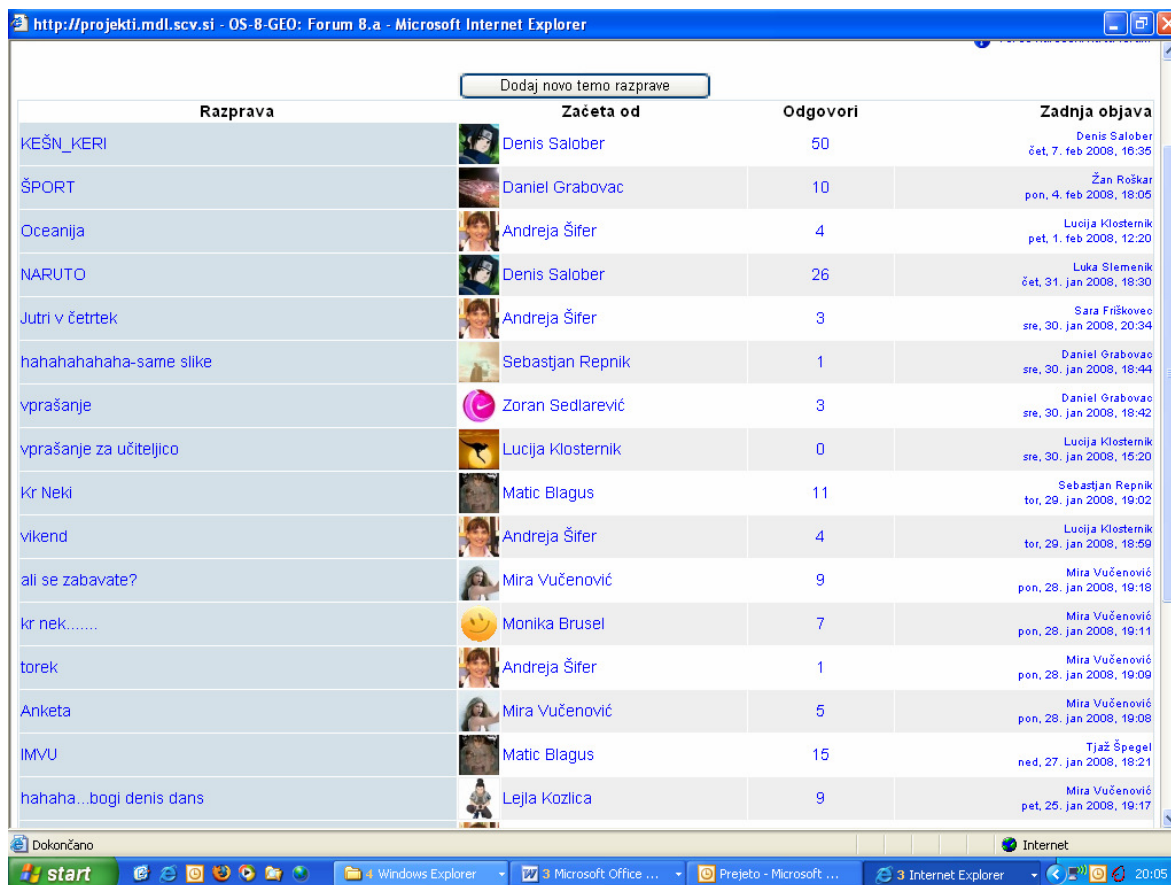 http://projekti.mdl.scv.si - OS-8-GEO: Forum 8.a - Microsoft Internet Explorer
Dodaj novo temo razprave
Razprava Začeta od Odgovori Zadnja objava
KEŠN_KERI Denis Salober 50 Denis Salober
čet, 7. feb 2008, 16:35
ŠPORT Daniel Grabovac 10 Žan Roškar
pon, 4. feb 2008, 18:05
Oceanija Andreja Šifer 4 Lucija Klosternik
pet, 1. feb 2008, 12:20
NARUTO Denis Salober 26 Luka Slemenik
čet, 31. jan 2008, 18:30
Jutri v četrtek Andreja Šifer 3 Sara Friškovec
sre, 30. jan 2008, 20:34
hahahahahaha-same slike Sebastjan Repnik 1 Daniel Grabovac
sre, 30. jan 2008, 18:44
vprašanje Zoran Sedlarević 3 Daniel Grabovac
sre, 30. jan 2008, 18:42
vprašanje za učiteljico Lucija Klosternik 0 Lucija Klosternik
sre, 30. jan 2008, 15:20
Kr Neki Matic Blagus 11 Sebastjan Repnik
tor, 29. jan 2008, 19:02
vikend Andreja Šifer 4 Lucija Klosternik
tor, 29. jan 2008, 18:59
ali se zabavate? Mira Vučenović 9 Mira Vučenović
pon, 28. jan 2008, 19:18
kr nek....... Monika Brusel 7 Mira Vučenović
pon, 28. jan 2008, 19:11
torek Andreja Šifer 1 Mira Vučenović
pon, 28. jan 2008, 19:09
Anketa Mira Vučenović 5 Mira Vučenović
pon, 28. jan 2008, 19:08
IMVU Matic Blagus 15 Tjaž Špegel
ned, 27. jan 2008, 18:21
hahaha...bogi denis dans Lejla Kozlica 9 Mira Vučenović
pet, 25. jan 2008, 19:17
Dokončano Internet
start 4 Windows Explorer 3 Microsoft Office ... Prejeto - Microsoft ... 3 Internet Explorer 20:05